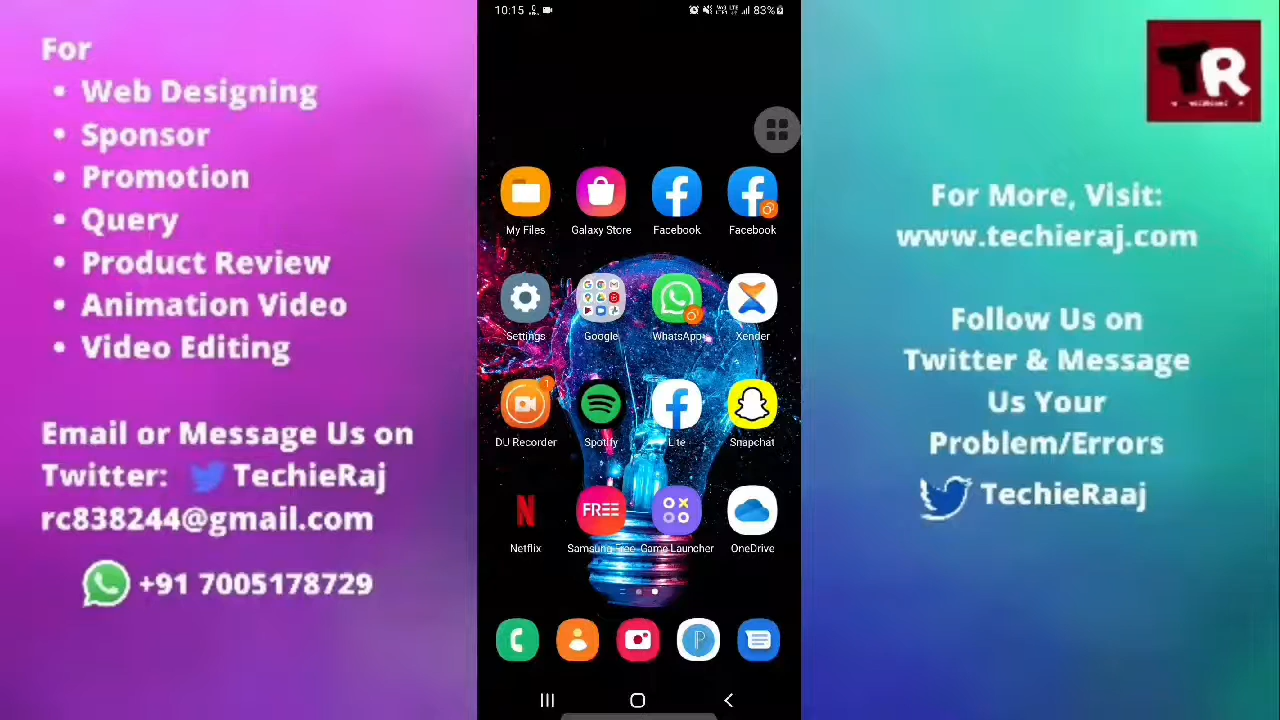 For
• Web Designing
• Sponsor
• Promotion
• Query
• Product Review
• Animation Video
• Video Editing
Email or Message Us on
Twitter: TechieRaj
rc838244@gmail.com
+91 7005178729
10:15
83%
My Files
Galaxy Store
Facebook
Facebook
Settings
Google
WhatsApp
Xender
1
DU Recorder
Spotify
Lite
Snapchat
FREE
Netflix
Samsung Free
Game Launcher
OneDrive
TR
For More, Visit:
www.techieraj.com
Follow Us on
Twitter & Message
Us Your
Problem/Errors
TechieRaaj